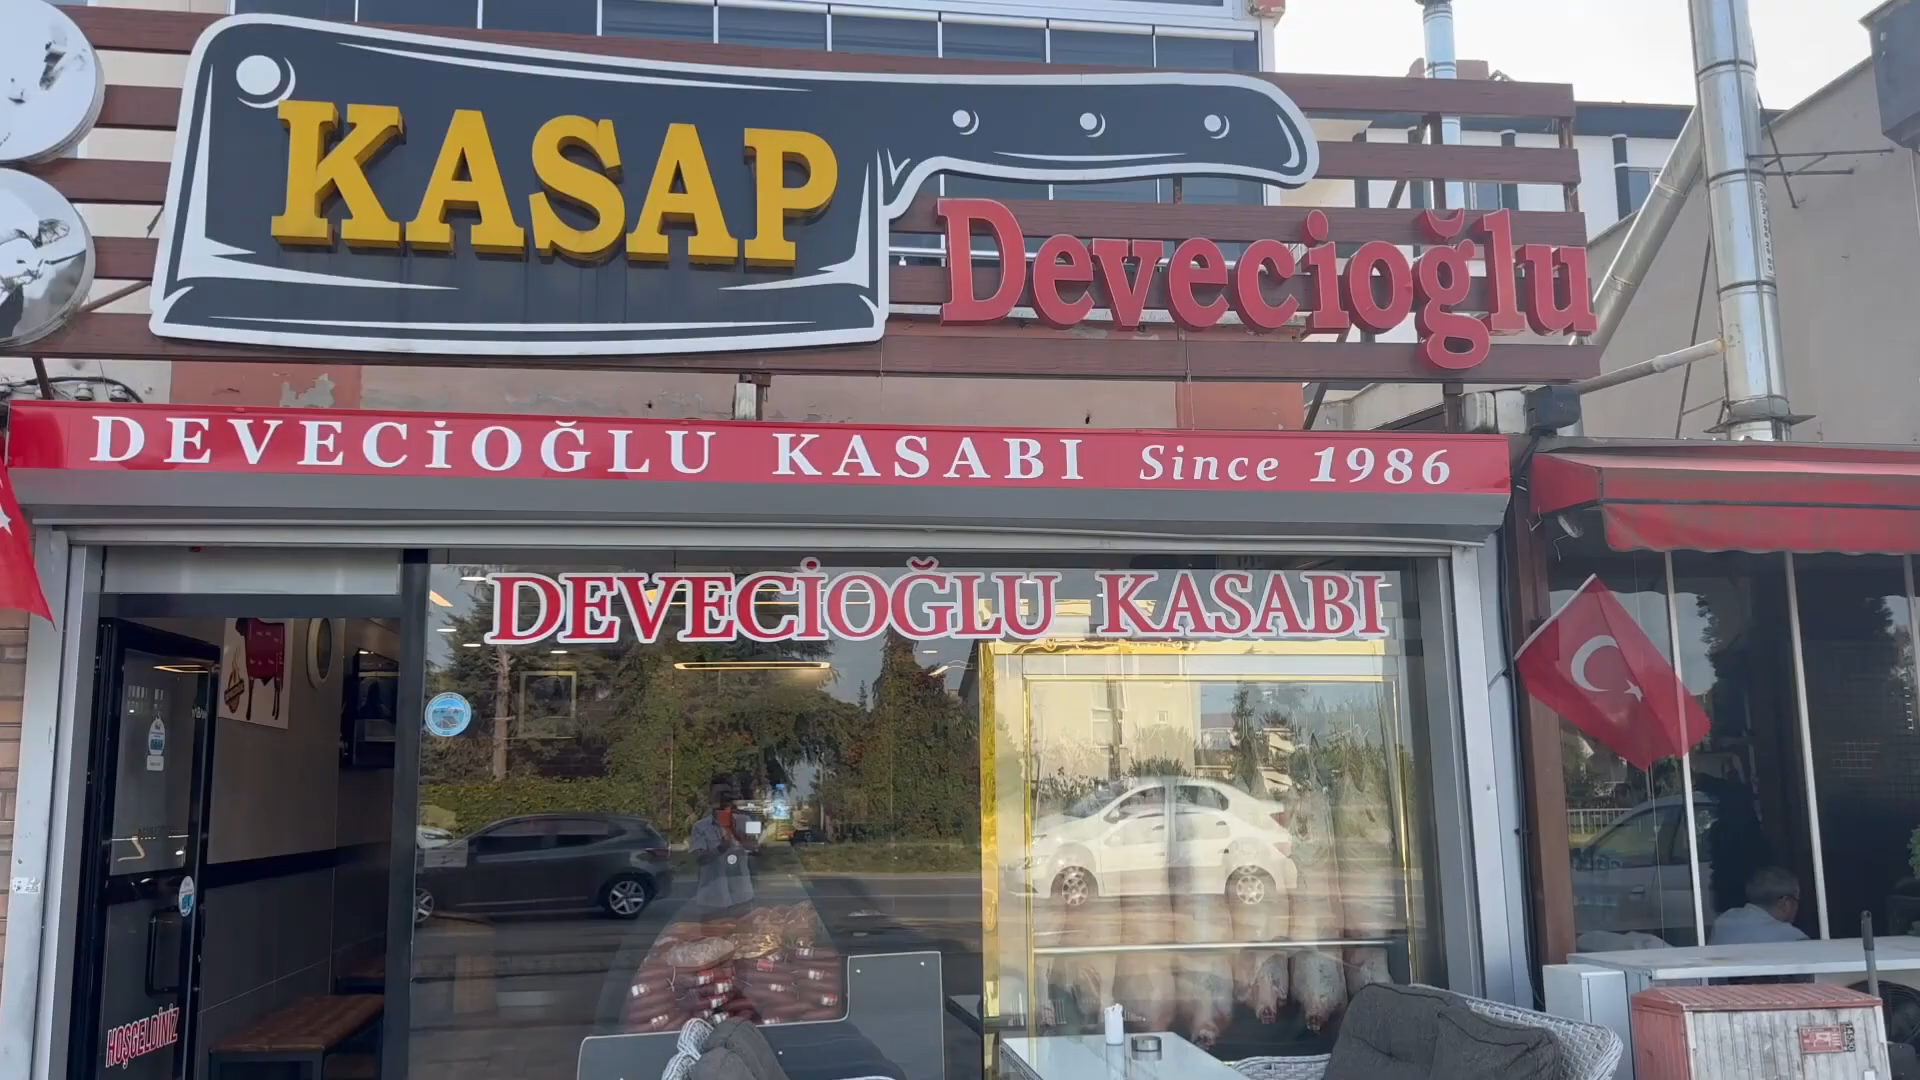 KASAP
Devecioğlu
DEVECİOĞLU KASABI Since 1986
DEVECİOĞLU KASABI
HOŞGELDİNİZ